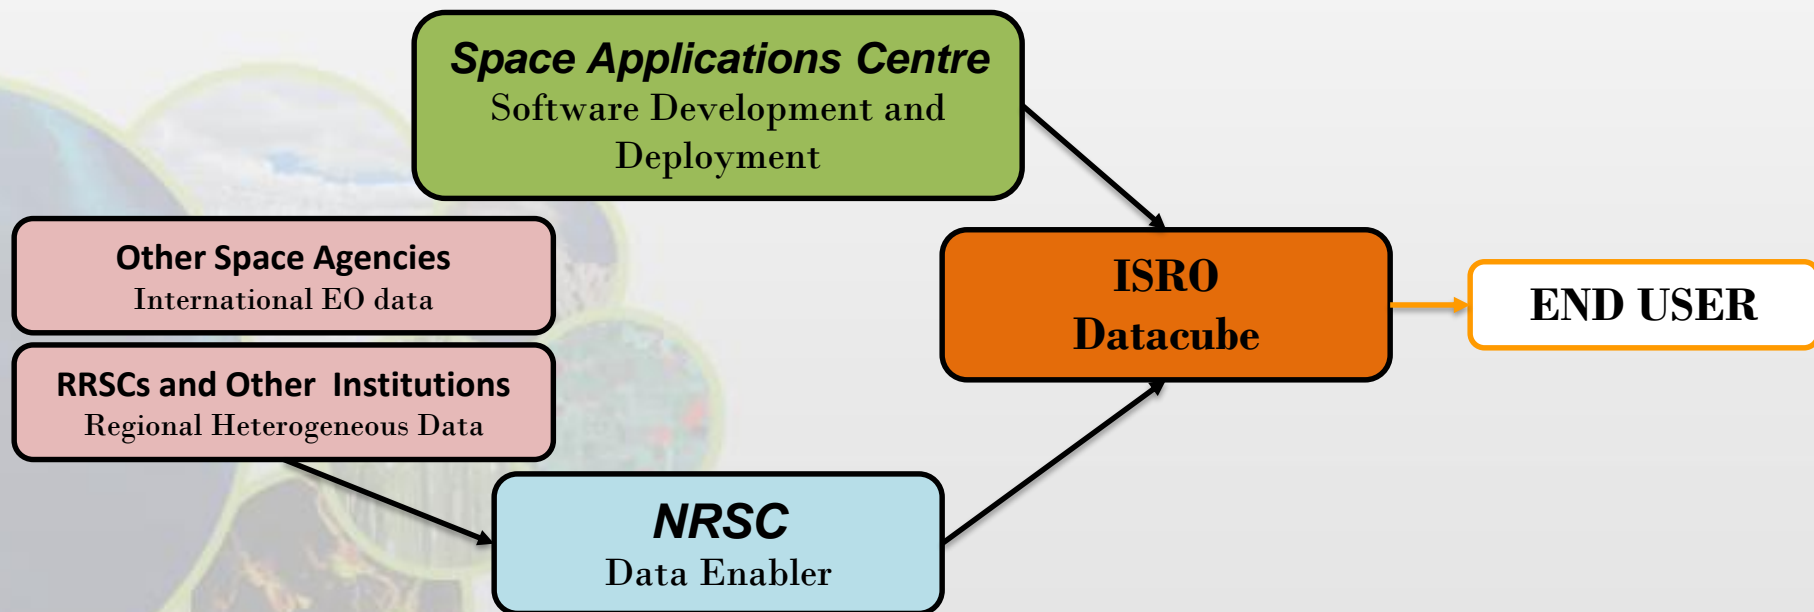 Space Applications Centre
Software Development and
Deployment
Other Space Agencies
International EO data
RRSCs and Other Institutions
Regional Heterogeneous Data
NRSC
Data Enabler
ISRO
Datacube
END USER